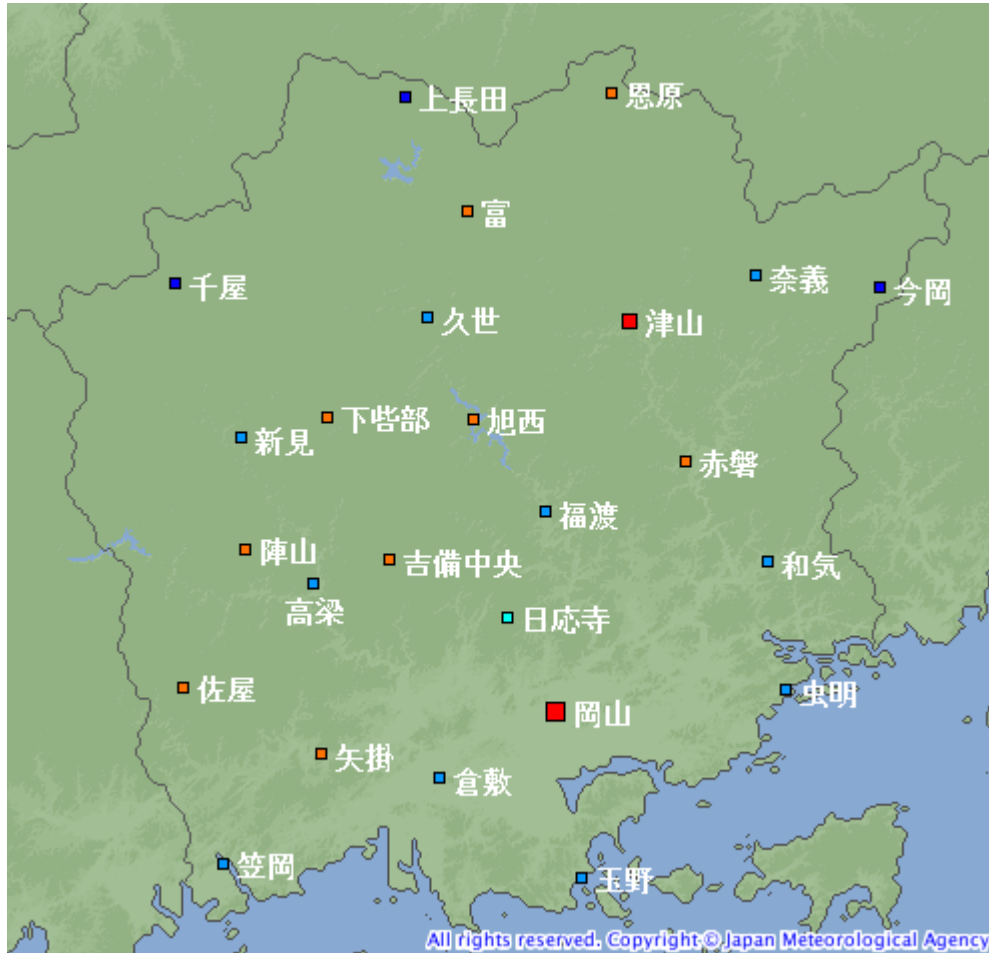 上長田
恩原
富
千屋
奈義
今岡
久世
津山
下呰部
旭西
新見
赤磐
福渡
陣山
吉備中央
和気
高梁
日応寺
佐屋
虫明
岡山
矢掛
倉敷
笠岡
玉野
All rights reserved. Copyright © Japan Meteorological Agency